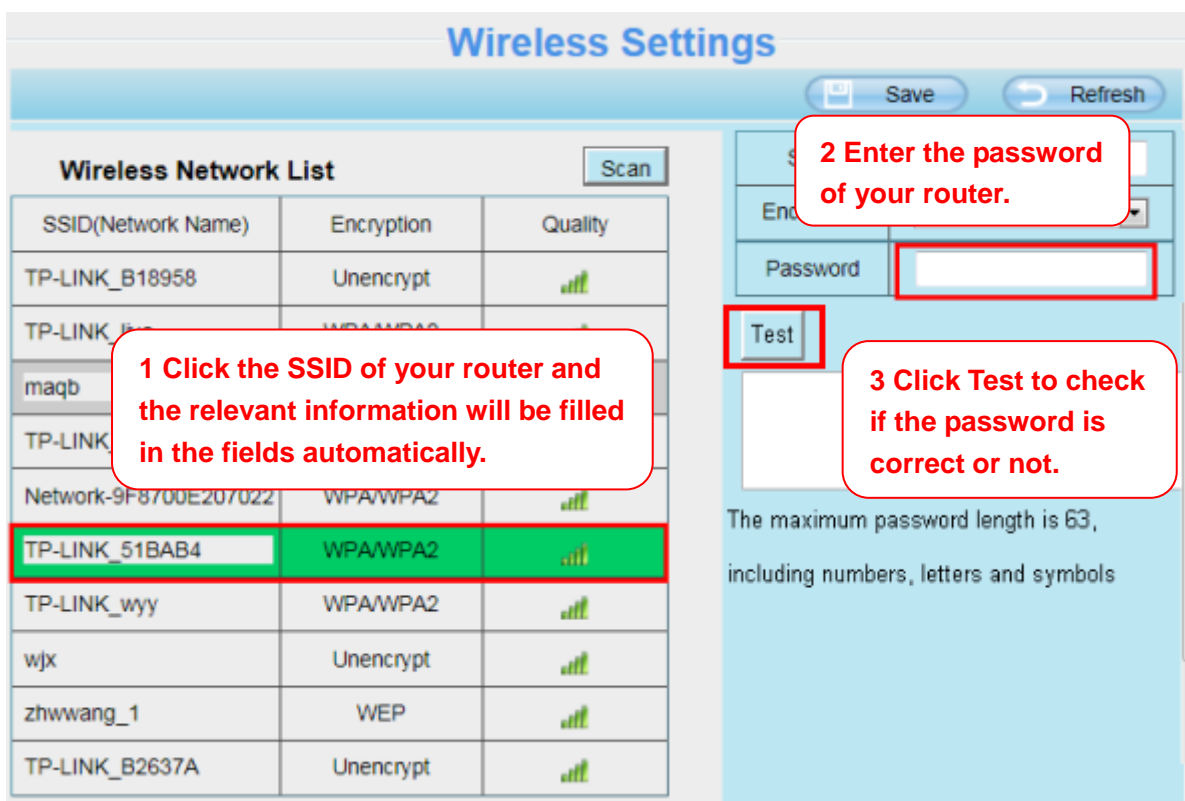 Wireless Settings
Save Refresh
Wireless Network List Scan
SSID(Network Name) Encryption Quality
TP-LINK_B18958 Unencrypt
TP-LINK
maqb
TP-LINK
Network-9F8700E207022 WPA/WPA2
TP-LINK_51BAB4 WPA/WPA2
TP-LINK_wyy WPA/WPA2
wjx Unencrypt
zhwwang_1 WEP
TP-LINK_B2637A Unencrypt
1 Click the SSID of your router and
the relevant information will be filled
in the fields automatically.
2 Enter the password
of your router.
Password
Test
3 Click Test to check
if the password is
correct or not.
The maximum password length is 63,
including numbers, letters and symbols